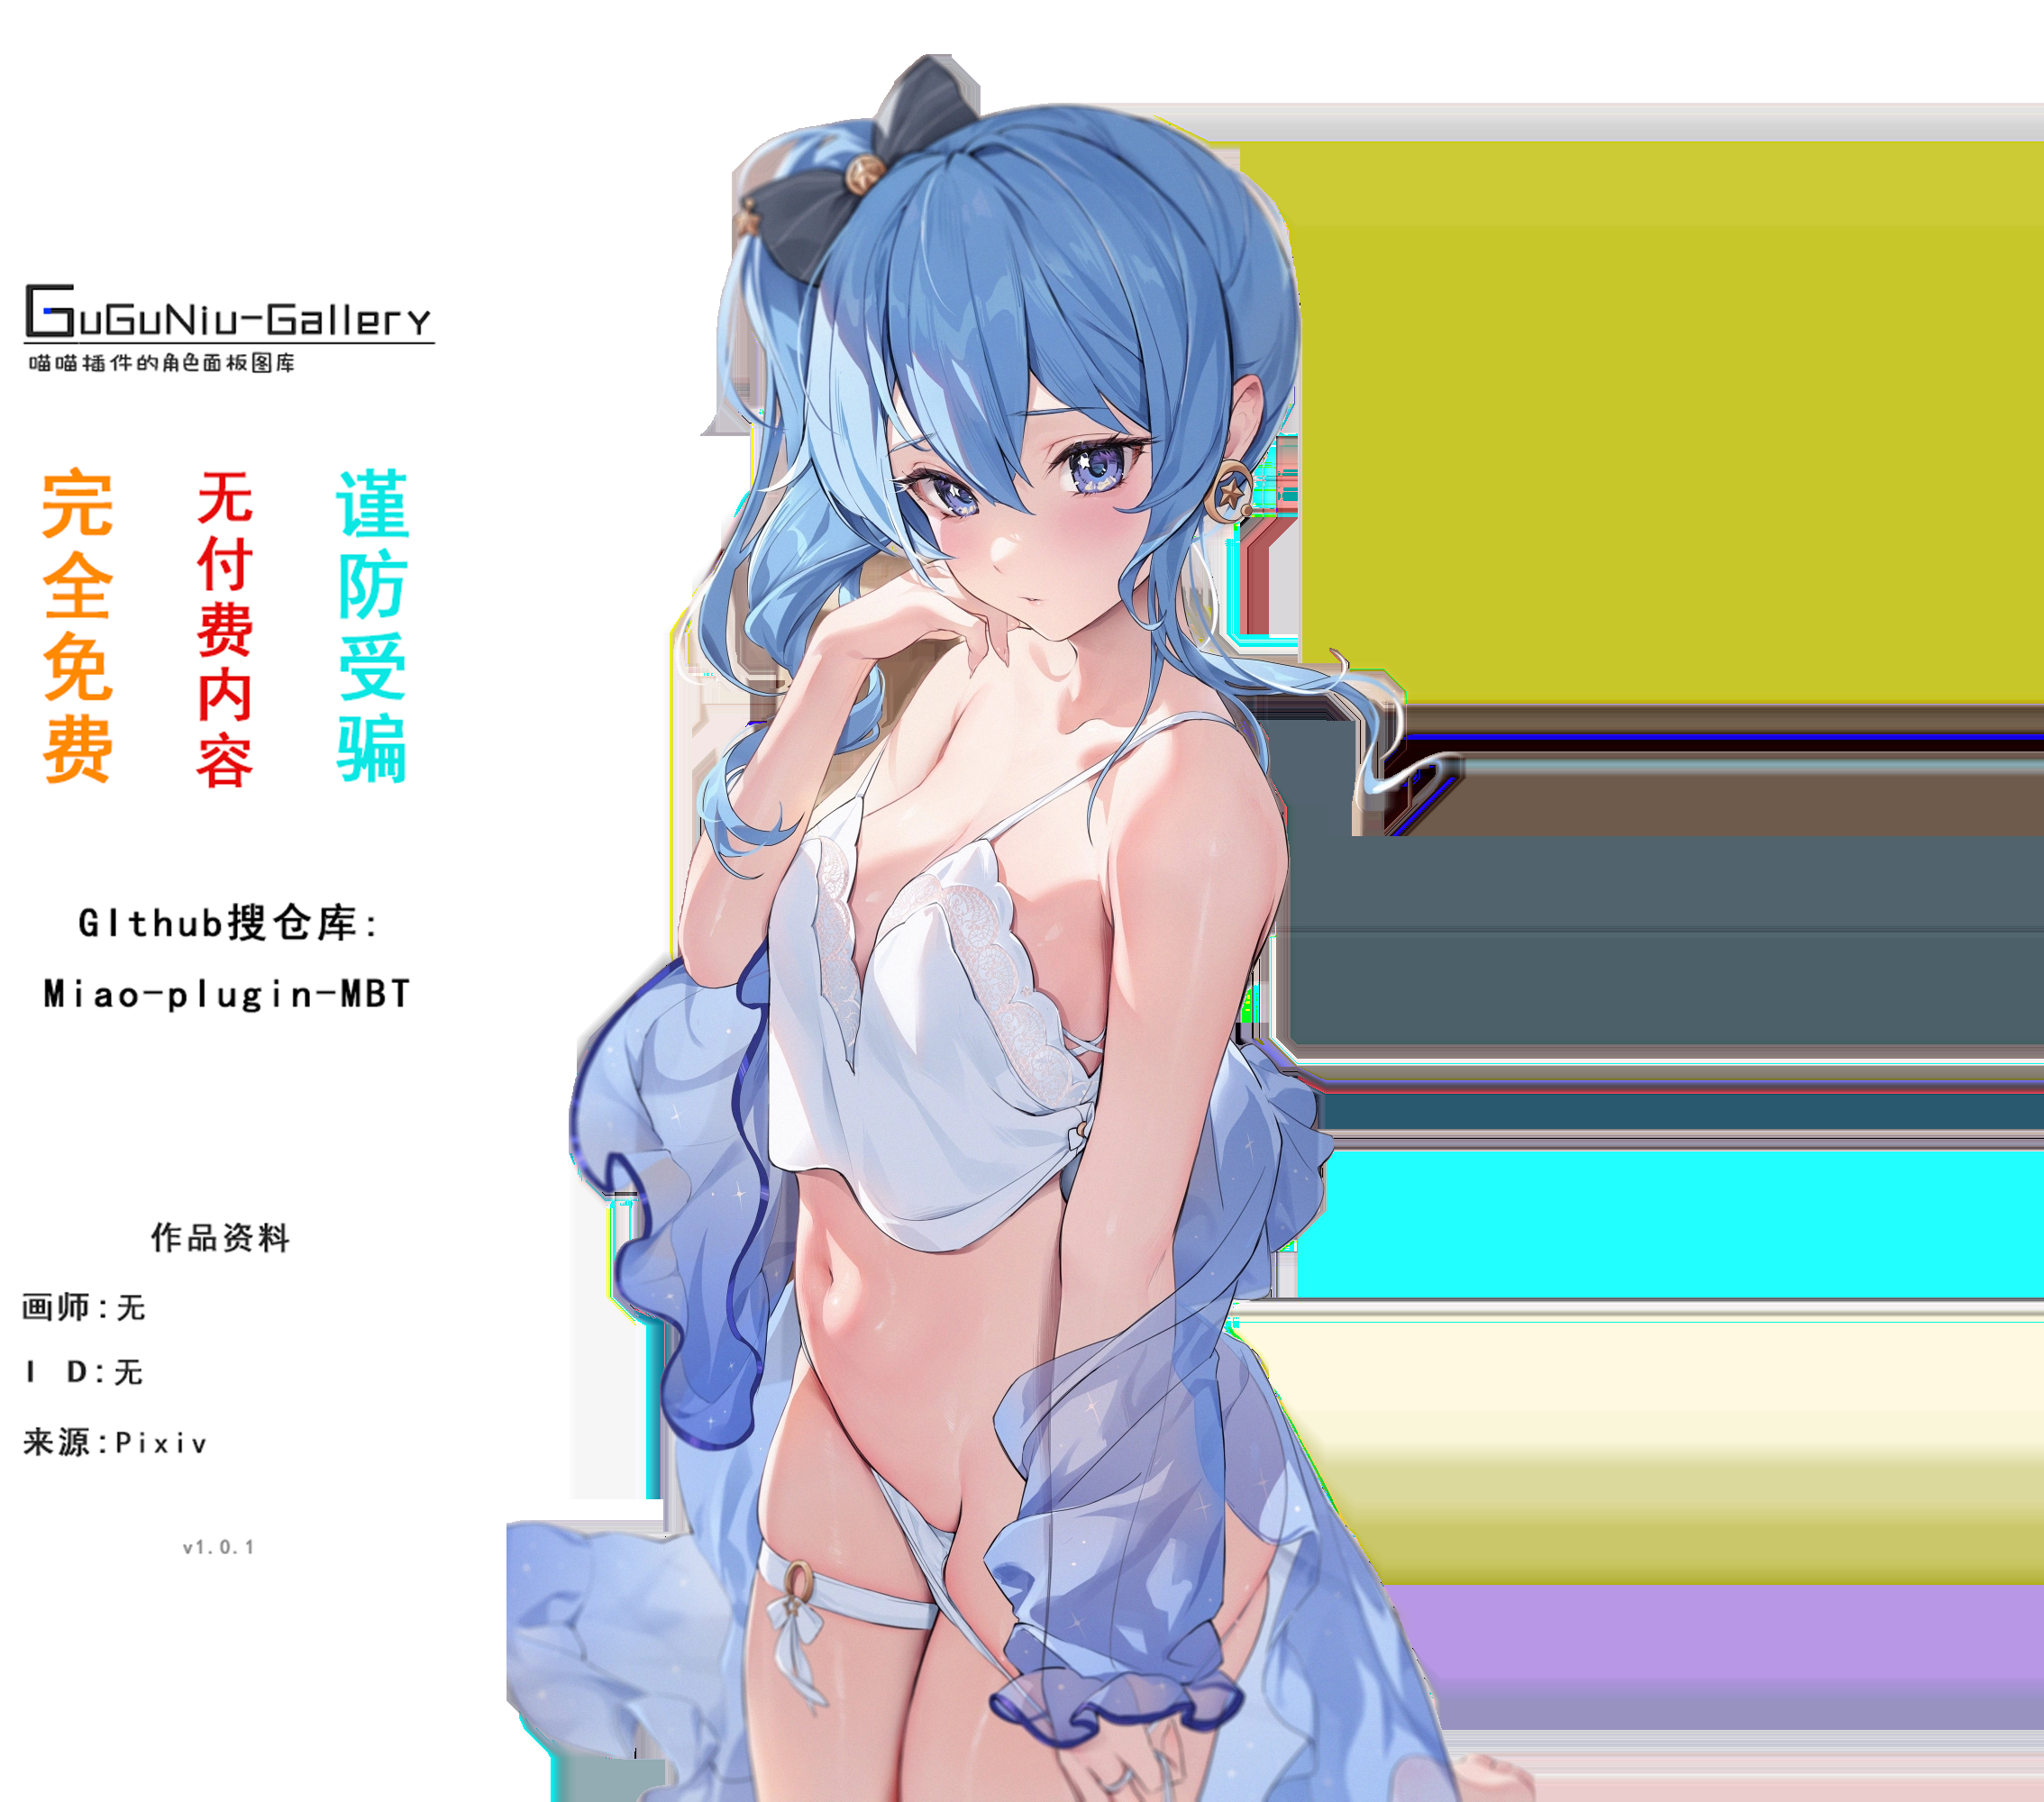 GuGuNiu-Gallery
喵喵插件的角色面板图库
完全免费
无付费内容
谨防受骗
GIthub搜仓库:
Miao-plugin-MBT
作品资料
画师:无
I D:无
来源:Pixiv
v1.0.1